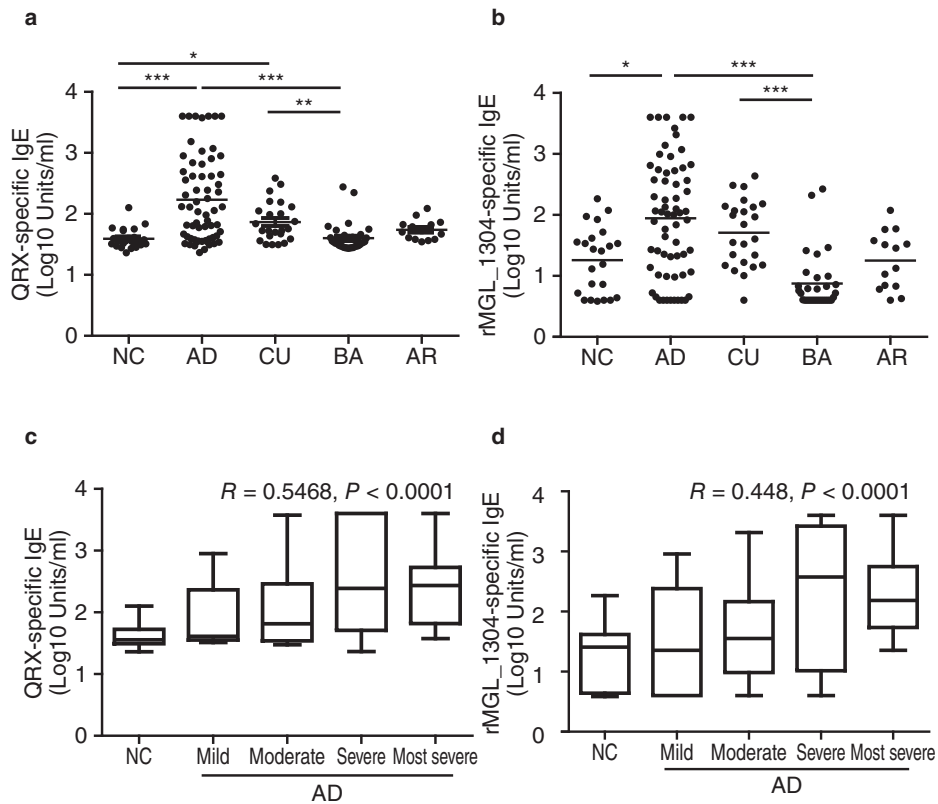 a
*
***
***
**
QRX-specific IgE
(Log10 Units/ml)
4
3
2
1
0
NC AD CU BA AR
b
*
***
***
rMGL_1304-specific IgE
(Log10 Units/ml)
4
3
2
1
0
NC AD CU BA AR
c
R = 0.5468, P < 0.0001
QRX-specific IgE
(Log10 Units/ml)
4
3
2
1
0
NC Mild Moderate Severe Most severe
AD
d
R = 0.448, P < 0.0001
rMGL_1304-specific IgE
(Log10 Units/ml)
4
3
2
1
0
NC Mild Moderate Severe Most severe
AD